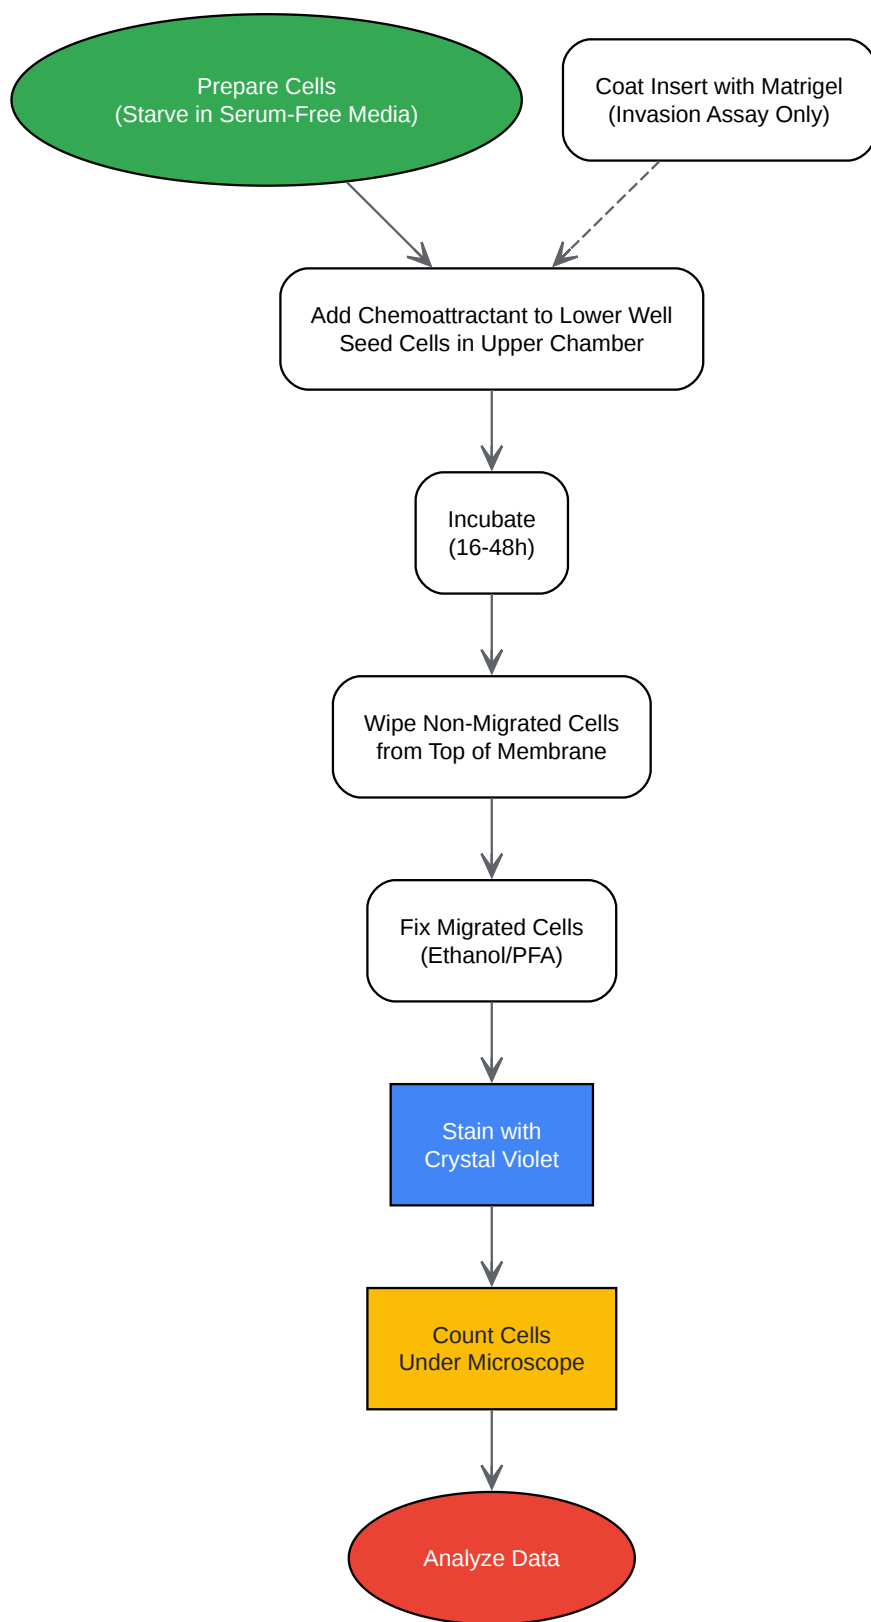 Prepare Cells
(Starve in Serum-Free Media)
Coat Insert with Matrigel
(Invasion Assay Only)
Add Chemoattractant to Lower Well
Seed Cells in Upper Chamber
Incubate
(16-48h)
Wipe Non-Migrated Cells
from Top of Membrane
Fix Migrated Cells
(Ethanol/PFA)
Stain with
Crystal Violet
Count Cells
Under Microscope
Analyze Data